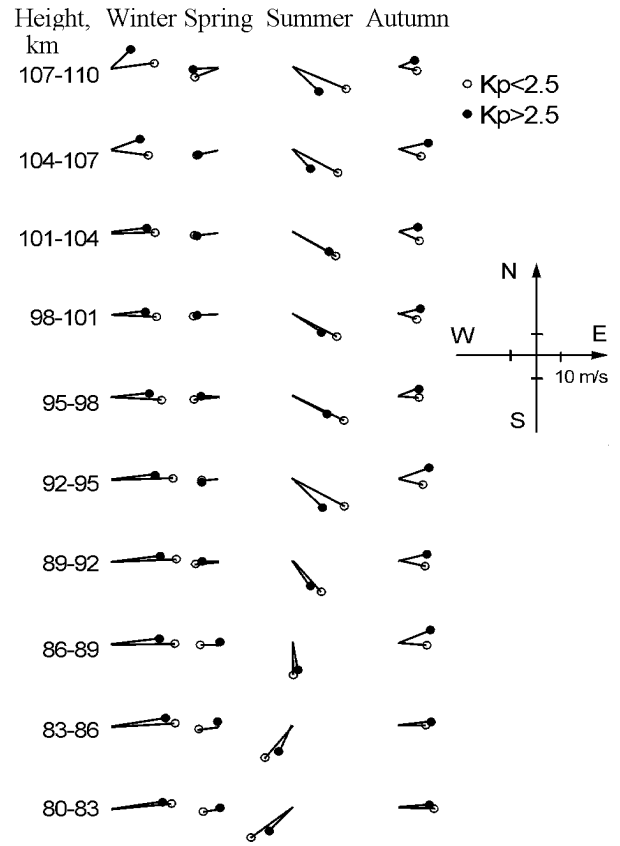 Height, Winter Spring Summer Autumn
km
107-110
Kp<2.5
Kp>2.5
104-107
101-104
N
98-101
W E
10 m/s
95-98
S
92-95
89-92
86-89
83-86
80-83